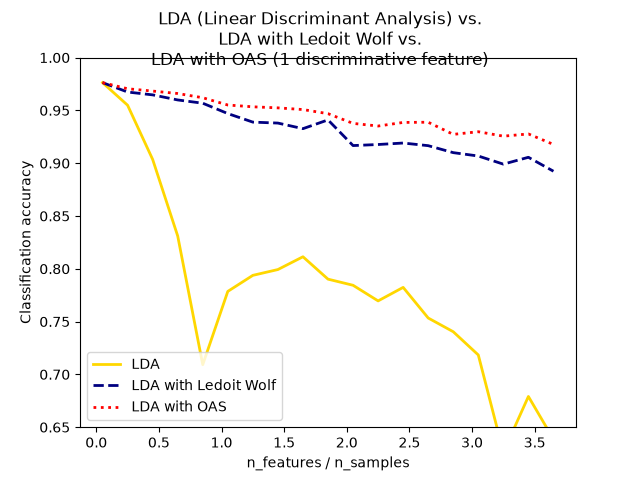 LDA (Linear Discriminant Analysis) vs.
LDA with Ledoit Wolf vs.
LDA with OAS (1 discriminative feature)
1.00
0.95
0.90
0.85
0.80
0.75
0.70
0.65
Classification accuracy
LDA
LDA with Ledoit Wolf
LDA with OAS
0.0 0.5 1.0 1.5 2.0 2.5 3.0 3.5
n_features / n_samples